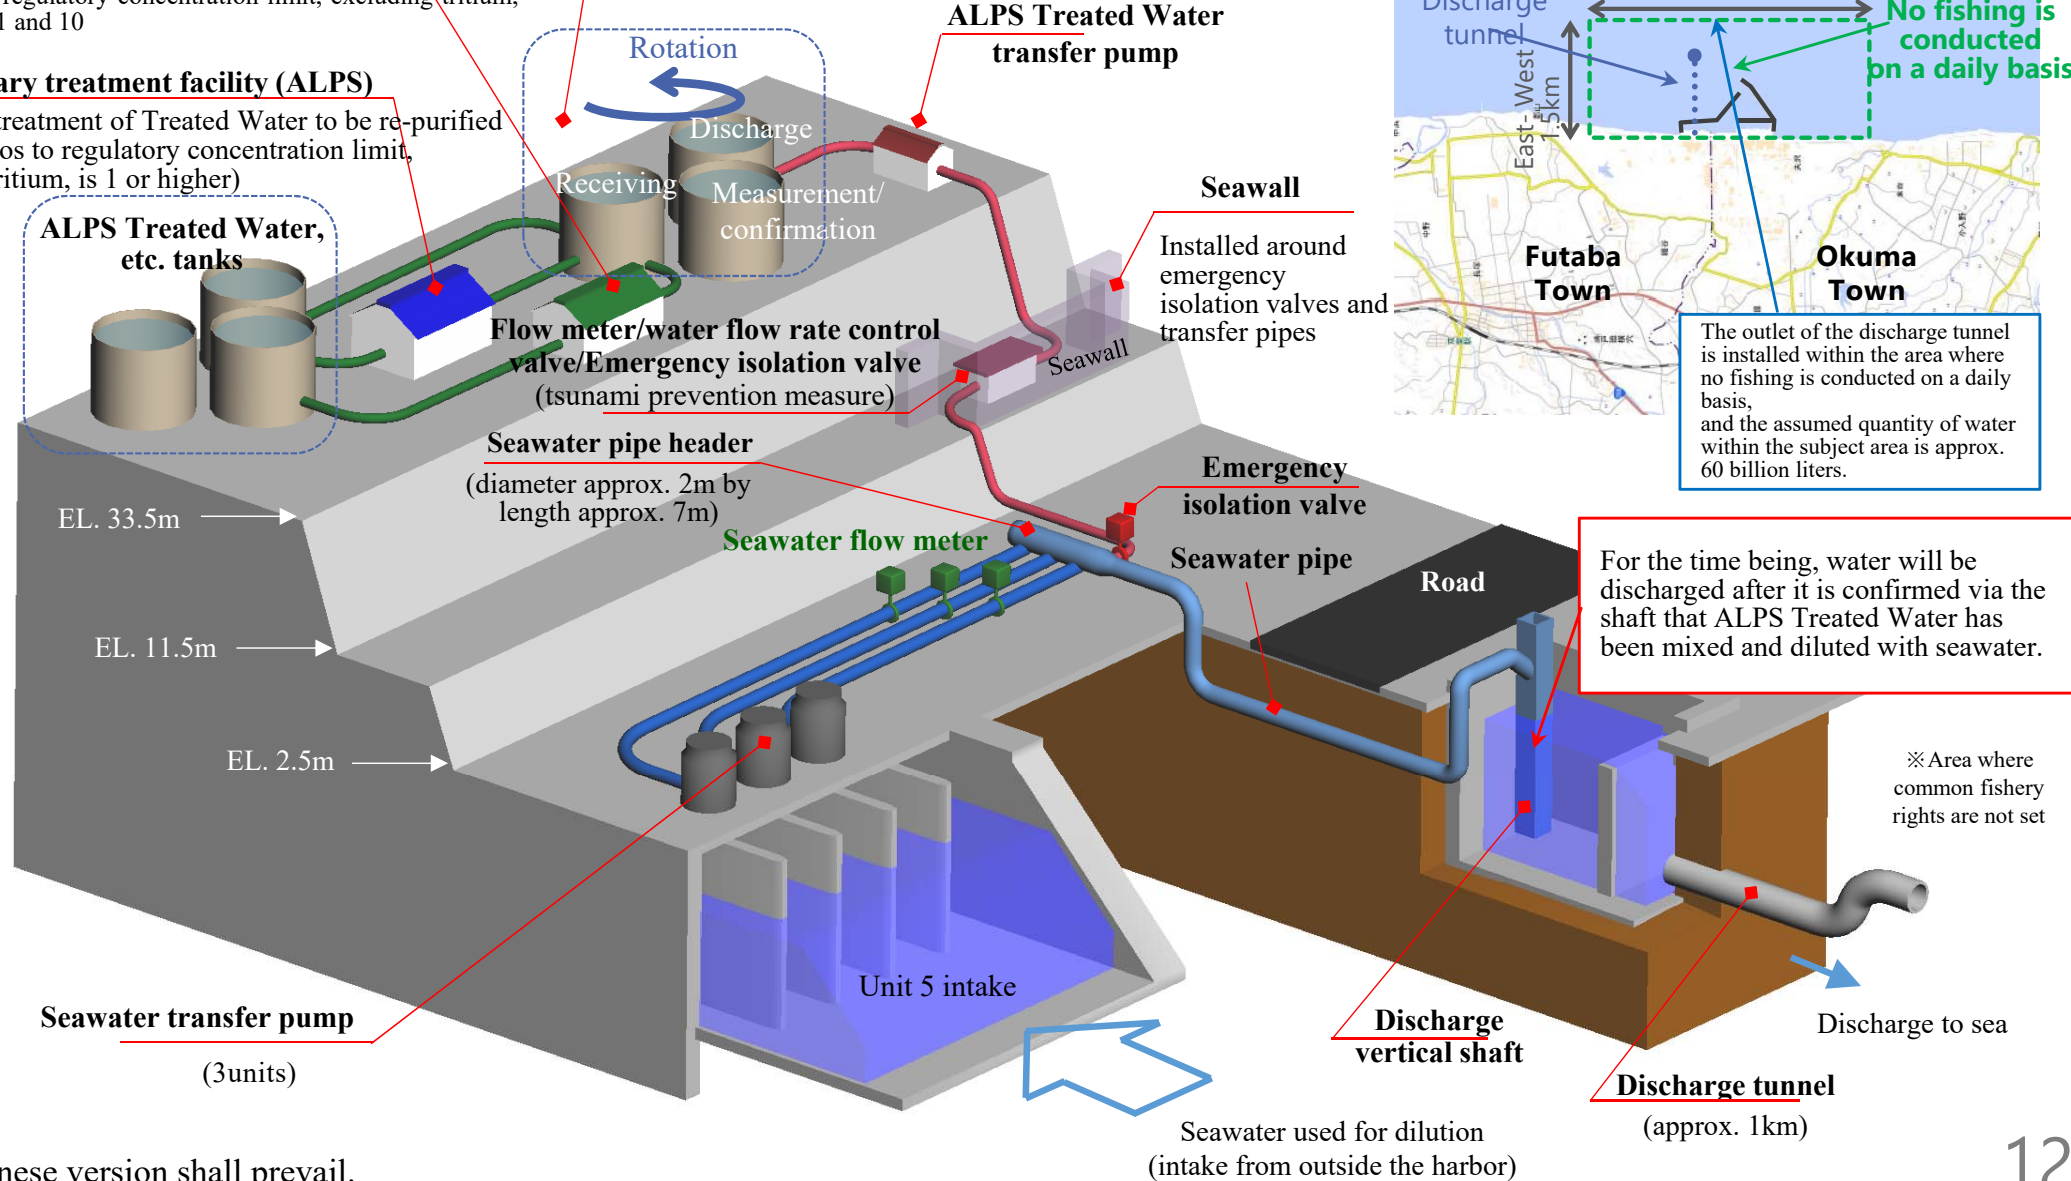 regulatory concentration limit, excluding tritium,
1 and 10
ary treatment facility (ALPS)
treatment of Treated Water to be re-purified
os to regulatory concentration limit,
ritium, is 1 or higher)
ALPS Treated Water,
etc. tanks
Rotation
Discharge
Receiving
Measurement/
confirmation
ALPS Treated Water
transfer pump
Seawall
Installed around
emergency
isolation valves and
transfer pipes
Seawall
Flow meter/water flow rate control
valve/Emergency isolation valve
(tsunami prevention measure)
Seawater pipe header
(diameter approx. 2m by
length approx. 7m)
Seawater flow meter
Emergency
isolation valve
Seawater pipe
Road
EL. 33.5m
EL. 11.5m
EL. 2.5m
Discharge
tunnel
East- West
1.5km
No fishing is
conducted
on a daily basis
Futaba
Town
Okuma
Town
The outlet of the discharge tunnel
is installed within the area where
no fishing is conducted on a daily
basis,
and the assumed quantity of water
within the subject area is approx.
60 billion liters.
For the time being, water will be
discharged after it is confirmed via the
shaft that ALPS Treated Water has
been mixed and diluted with seawater.
※Area where
common fishery
rights are not set
Unit 5 intake
Seawater transfer pump
(3units)
Discharge
vertical shaft
Discharge to sea
Discharge tunnel
(approx. 1km)
Seawater used for dilution
(intake from outside the harbor)
nese version shall prevail.
12